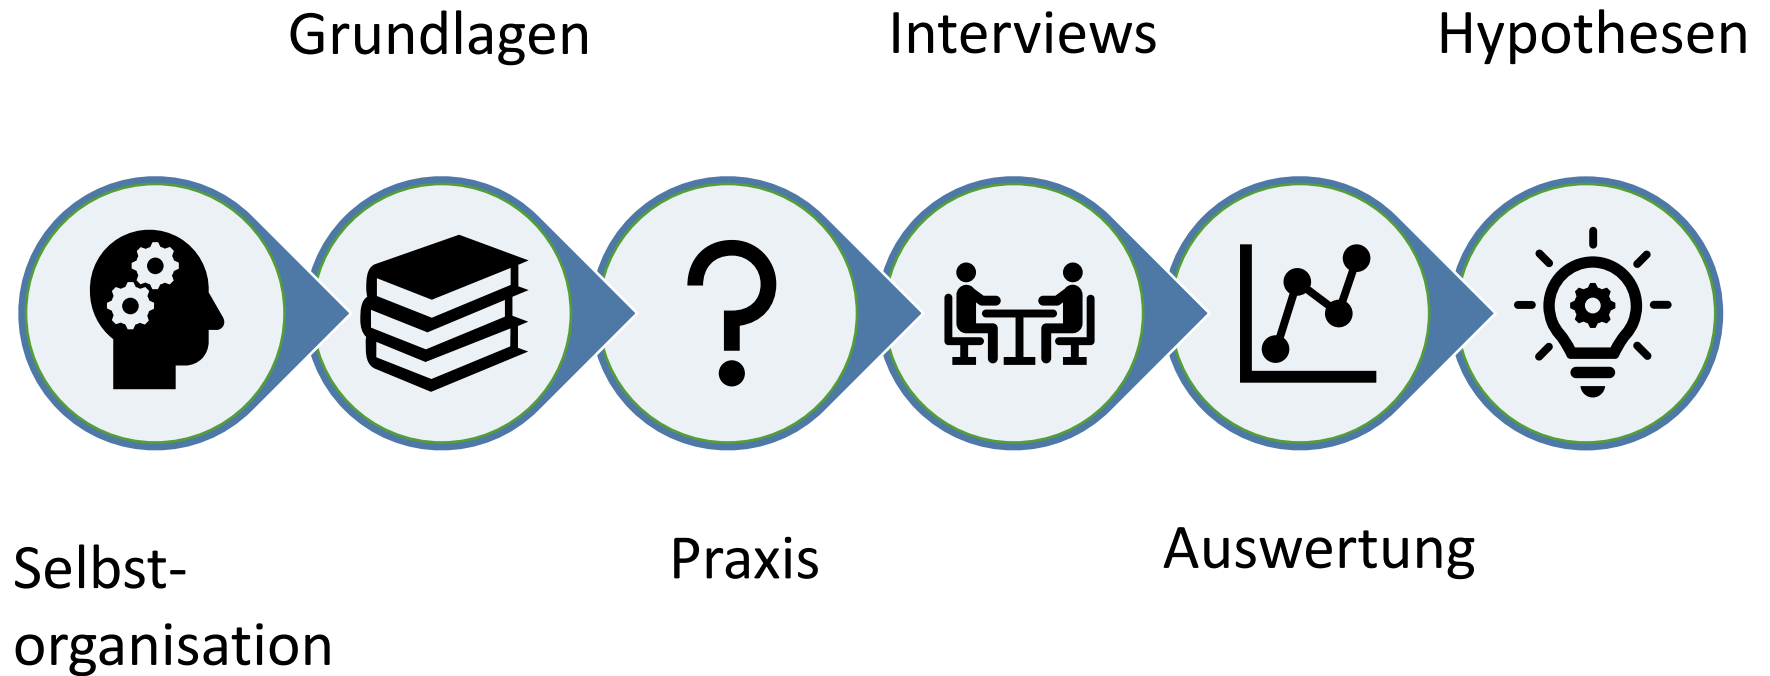 Grundlagen
Interviews
Hypothesen
Selbst-
organisation
Praxis
Auswertung